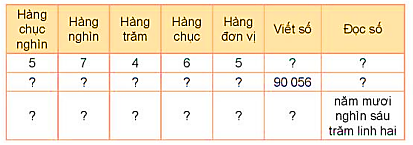 Hàng chục nghìn Hàng nghìn Hàng trăm Hàng chục Hàng đơn vị Viết số Đọc số
5 7 4 6 5 ? ?
? ? ? ? ? 90 056 ?
? ? ? ? ? ? năm mươi nghìn sáu trăm linh hai